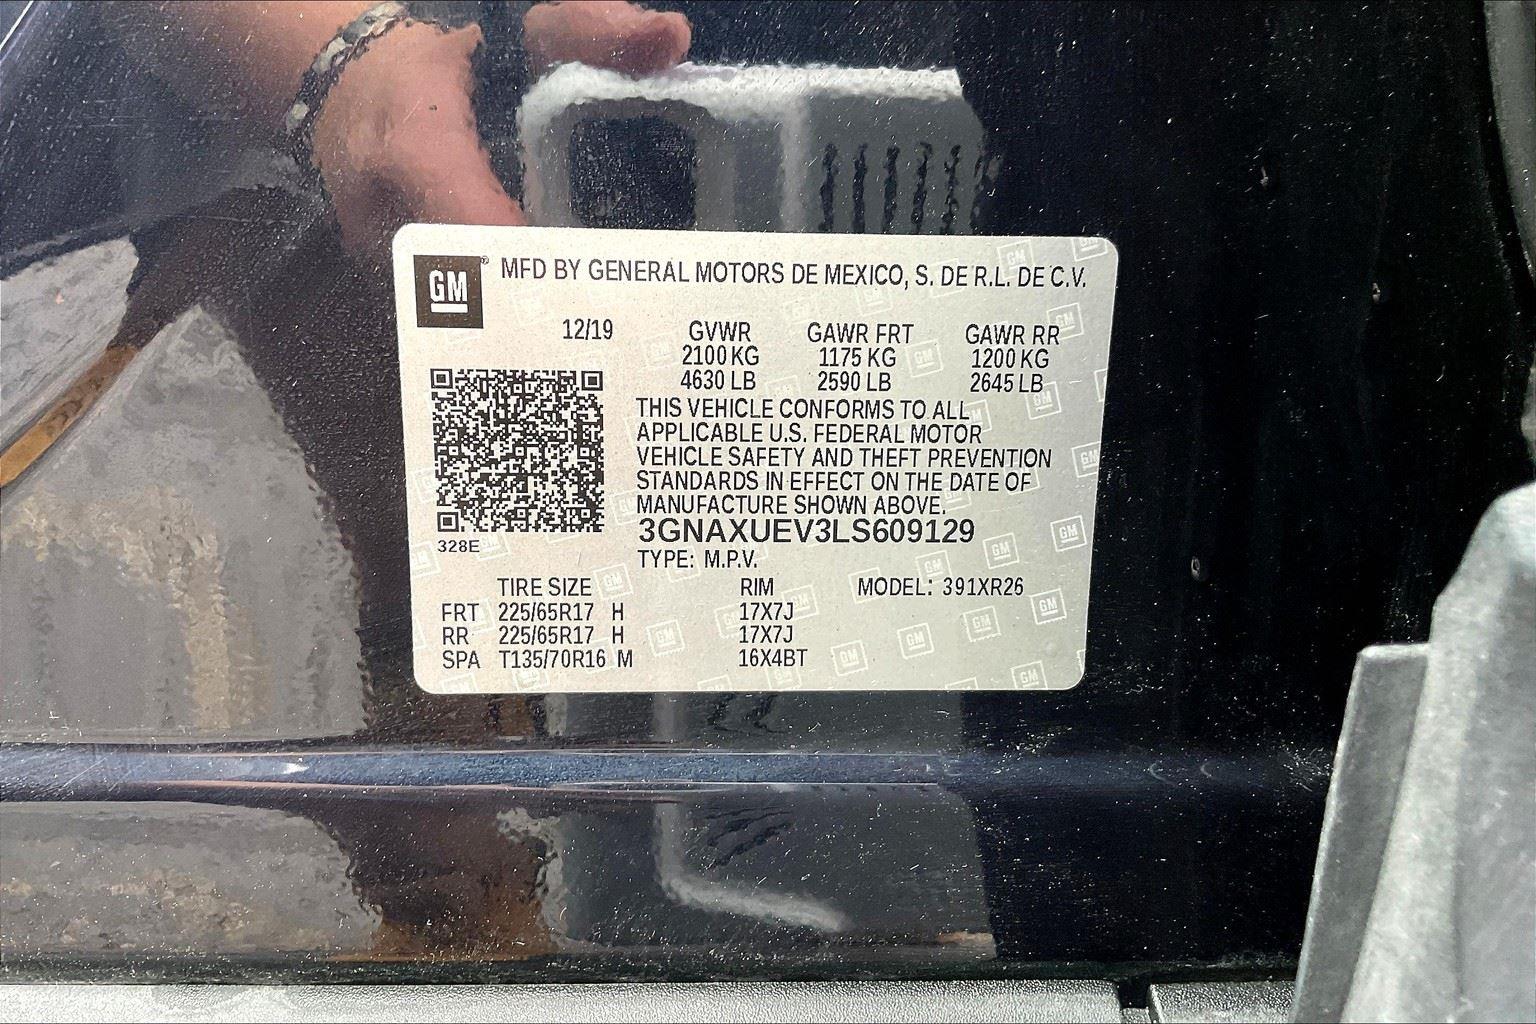 GM® MFD BY GENERAL MOTORS DE MEXICO, S. DE R.L. DE C.V.
12/19 GVWR GAWR FRT GAWR RR
2100 KG 1175 KG 1200 KG
4630 LB 2590 LB 2645 LB
THIS VEHICLE CONFORMS TO ALL
APPLICABLE U.S. FEDERAL MOTOR
VEHICLE SAFETY AND THEFT PREVENTION
STANDARDS IN EFFECT ON THE DATE OF
MANUFACTURE SHOWN ABOVE.
3GNAXUEV3LS609129
328E
TYPE: M.P.V.
TIRE SIZE RIM MODEL: 391XR26
FRT 225/65R17 H 17X7J
RR 225/65R17 H 17X7J
SPA T135/70R16 M 16X4BT